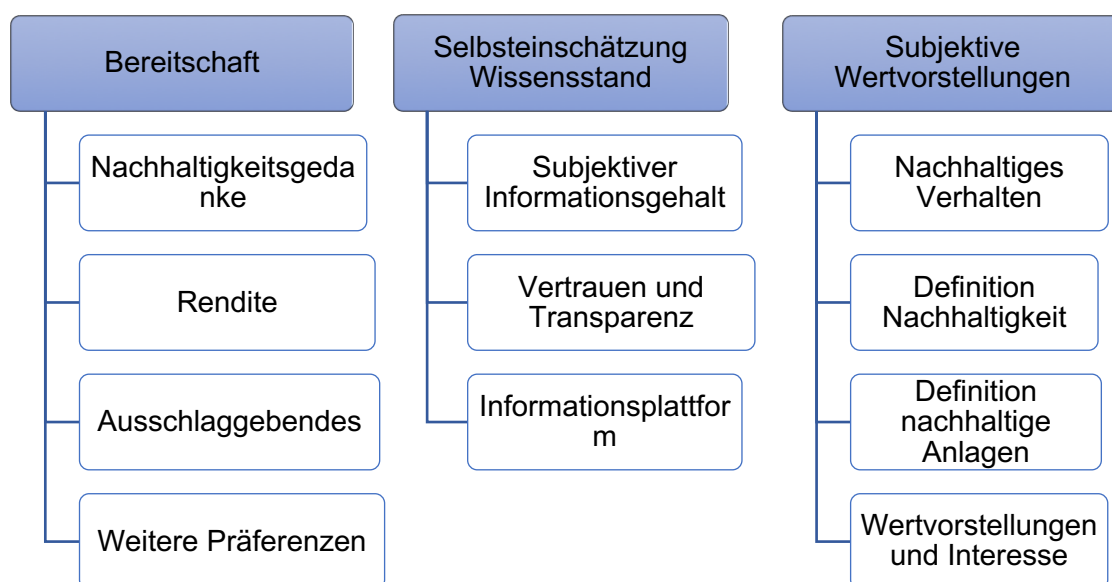 Bereitschaft
Nachhaltigkeitsgeda
nke
Rendite
Ausschlaggebendes
Weitere Präferenzen
Selbsteinschätzung
Wissensstand
Subjektiver
Informationsgehalt
Vertrauen und
Transparenz
Informationsplattfor
m
Subjektive
Wertvorstellungen
Nachhaltiges
Verhalten
Definition
Nachhaltigkeit
Definition
nachhaltige
Anlagen
Wertvorstellungen
und Interesse